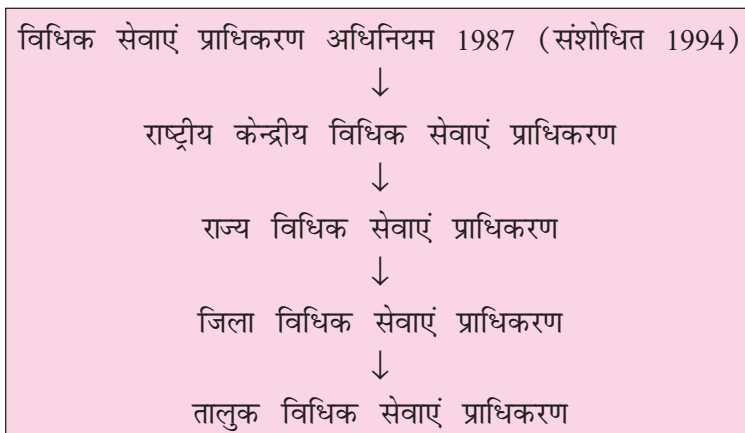 विधिक सेवाएं प्राधिकरण अधिनियम 1987 (संशोधित 1994)
↓
राष्ट्रीय केन्द्रीय विधिक सेवाएं प्राधिकरण
↓
राज्य विधिक सेवाएं प्राधिकरण
↓
जिला विधिक सेवाएं प्राधिकरण
↓
तालुक विधिक सेवाएं प्राधिकरण